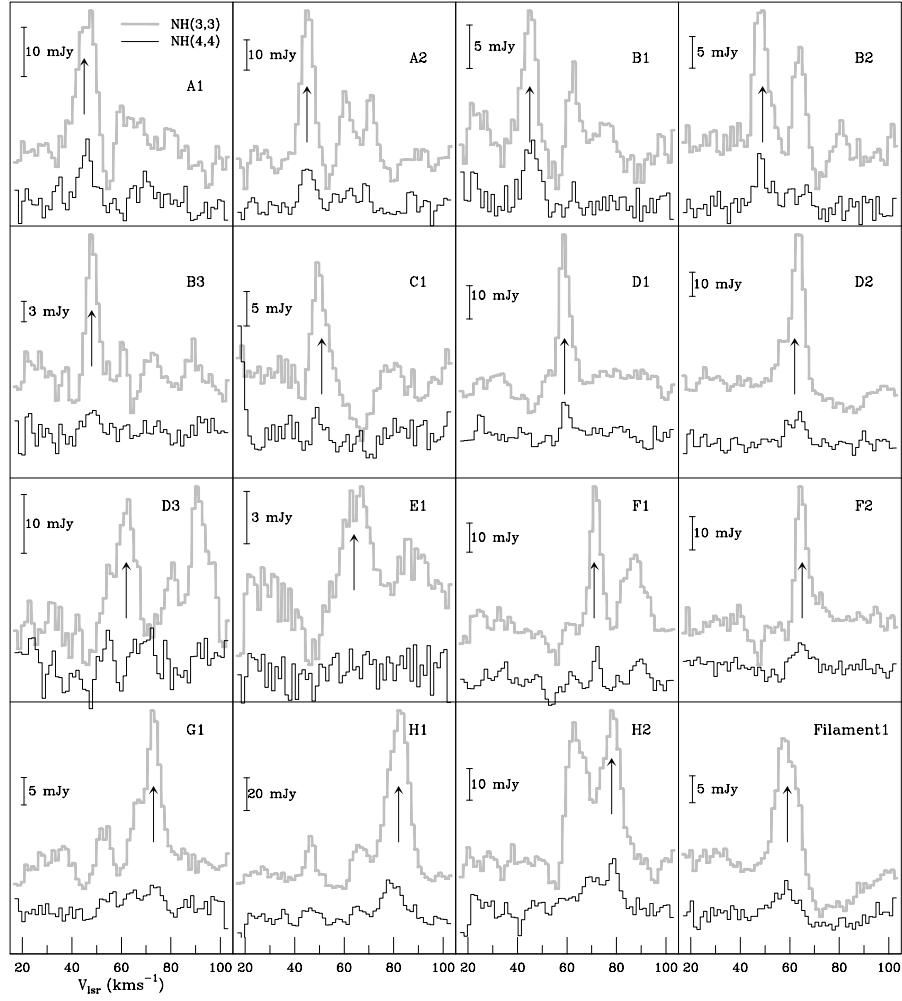 NH(3,3)
NH(4,4)
10 mJy
A1
10 mJy
A2
5 mJy
B1
5 mJy
B2
3 mJy
B3
5 mJy
C1
10 mJy
D1
10 mJy
D2
10 mJy
D3
3 mJy
E1
10 mJy
F1
10 mJy
F2
5 mJy
G1
20 mJy
H1
10 mJy
H2
5 mJy
Filament1
20 40 60 80 100 20 40 60 80 100 20 40 60 80 100 20 40 60 80 100
V_lsr (kms⁻¹)